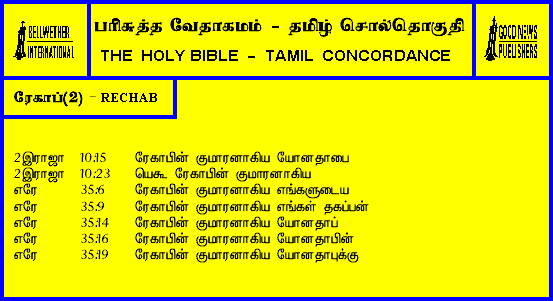 BELLWETHER
INTERNATIONAL
பரிசுத்த வேதாகமம் – தமிழ் சொல்தொகுதி
THE HOLY BIBLE – TAMIL CONCORDANCE
GOOD NEWS
PUBLISHERS
ரேகாப்(2) – RECHAB
2இராஜா 10:15 ரேகாபின் குமாரனாகிய யோனதாபை
2இராஜா 10:23 யெகூ ரேகாபின் குமாரனாகிய
எரே 35:6 ரேகாபின் குமாரனாகிய எங்களுடைய
எரே 35:9 ரேகாபின் குமாரனாகிய எங்கள் தகப்பன்
எரே 35:14 ரேகாபின் குமாரனாகிய யோனதாப்
எரே 35:16 ரேகாபின் குமாரனாகிய யோனதாபின்
எரே 35:19 ரேகாபின் குமாரனாகிய யோனதாபுக்கு